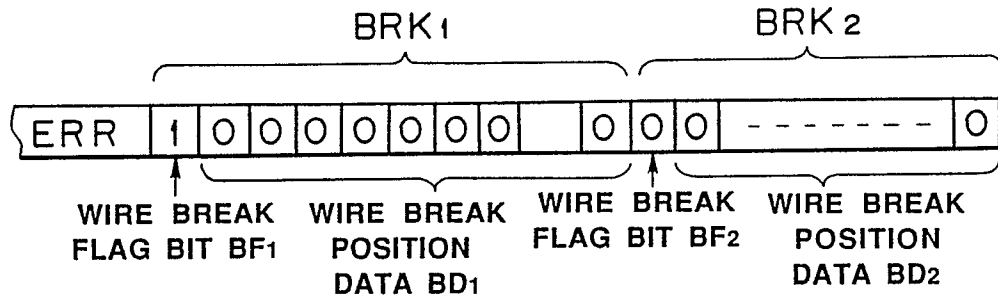 BRK1 BRK2
ERR 1 0 0 0 0 0 0 0 0 0 0 ------- 0
WIRE BREAK FLAG BIT BF1
WIRE BREAK POSITION DATA BD1
WIRE BREAK FLAG BIT BF2
WIRE BREAK POSITION DATA BD2